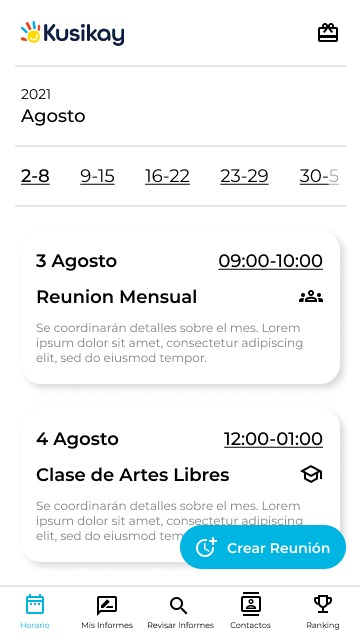 Kusikay
2021
Agosto
2-8 9-15 16-22 23-29 30-5
3 Agosto 09:00-10:00
Reunion Mensual
Se coordinarán detalles sobre el mes. Lorem
ipsum dolor sit amet, consectetur adipiscing
elit, sed do eiusmod tempor.
4 Agosto 12:00-01:00
Clase de Artes Libres
Se coordinarán detalles sobre el mes. Lorem
ipsum dolor sit amet, consectetur adipiscing
elit, sed do eiusmod tem
Crear Reunión
Horario Mis Informes Revisar Informes Contactos Ranking